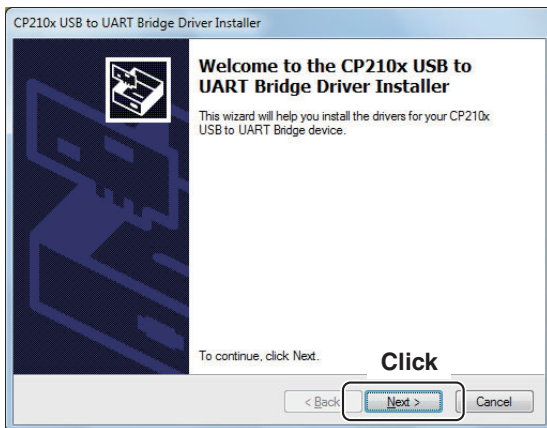 CP210x USB to UART Bridge Driver Installer
Welcome to the CP210x USB to
UART Bridge Driver Installer
This wizard will help you install the drivers for your CP210x
USB to UART Bridge device.
To continue, click Next.
Click
< Back
Next >
Cancel